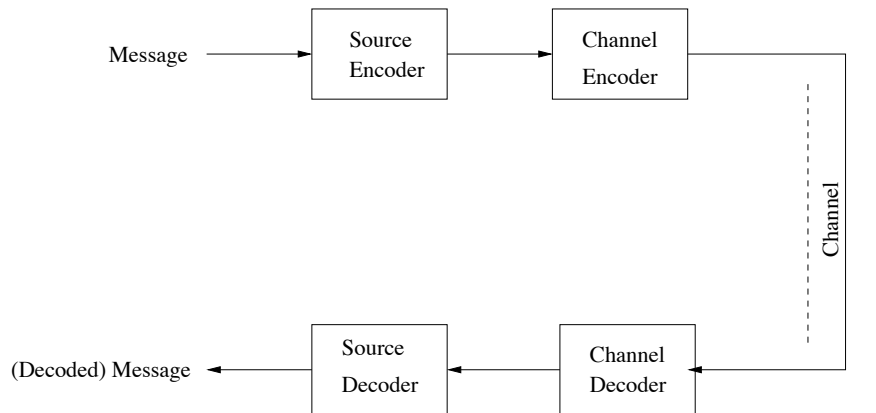 Message
Source
Encoder
Channel
Encoder
Channel
(Decoded) Message
Source
Decoder
Channel
Decoder